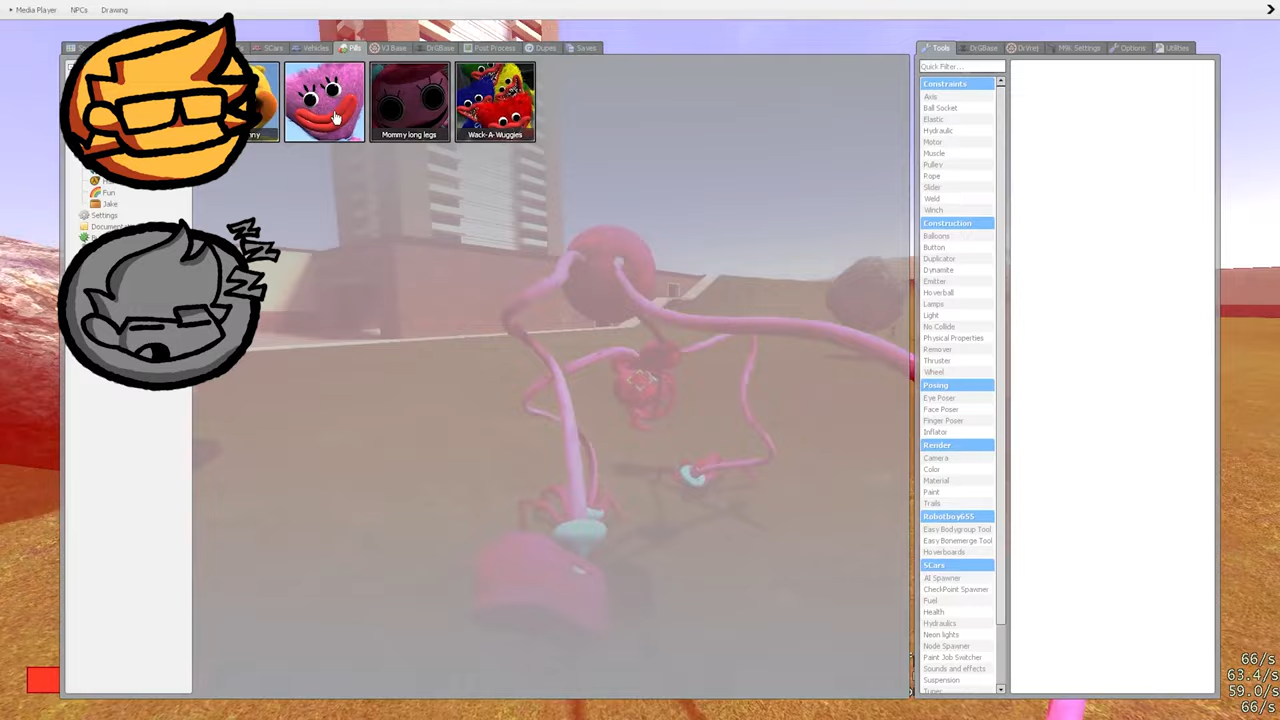 Media Player NPCs Drawing
SCars Vehicles Pills VJ Base DrGBase Post Process Dupes Saves
Tools DrGBase DrVrej M9K Settings Options Utilities
Quick Filter...
Mommy long legs
Wack-A-Wuggies
Fun
Jake
Settings
Constraints
Axis
Ball Socket
Elastic
Hydraulic
Motor
Muscle
Pulley
Rope
Slider
Weld
Winch
Construction
Balloons
Button
Duplicator
Dynamite
Emitter
Hoverball
Lamps
Light
No Collide
Physical Properties
Remover
Thruster
Wheel
Posing
Eye Poser
Face Poser
Finger Poser
Inflator
Render
Camera
Color
Material
Paint
Trails
Robotboy655
Easy Bodygroup Tool
Easy Bonemerge Tool
Hoverboards
SCars
AI Spawner
CheckPoint Spawner
Fuel
Health
Hydraulics
Neon lights
Node Spawner
Paint Job Switcher
Sounds and effects
Suspension
Tuner
66/s
63.4/s
59.0/s
66/s